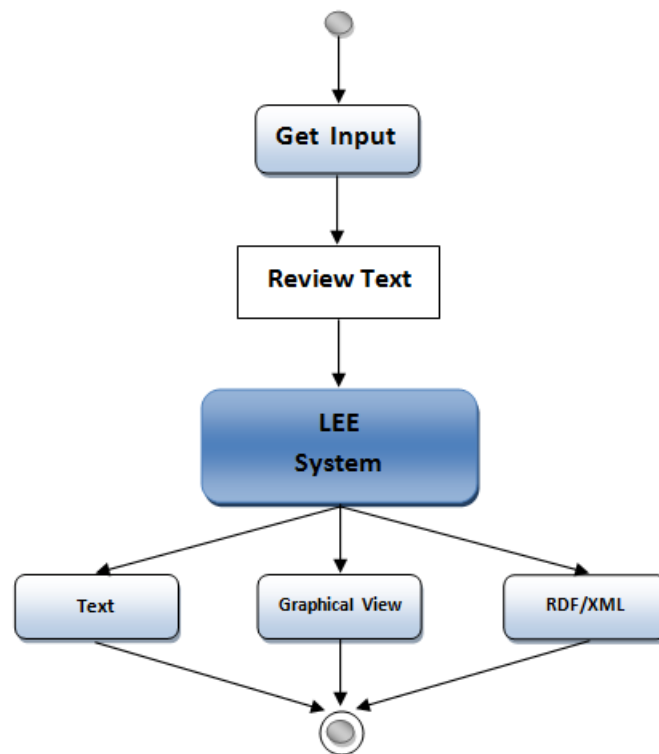 Get Input
Review Text
LEE
System
Text
Graphical View
RDF/XML